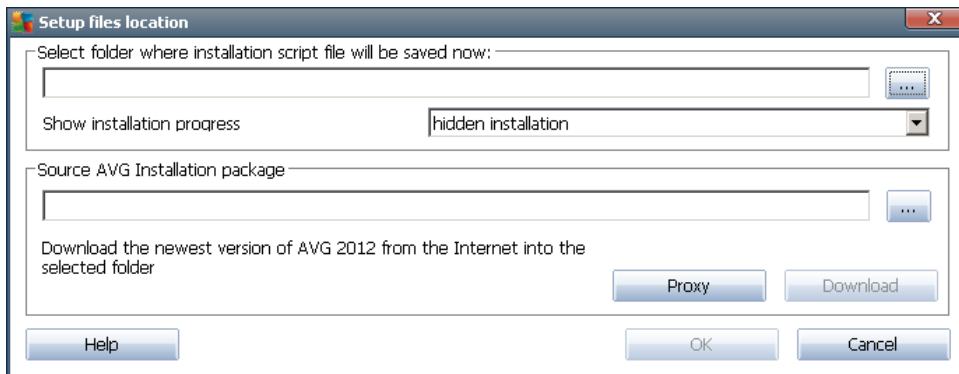 Setup files location
Select folder where installation script file will be saved now:
...
Show installation progress
hidden installation
Source AVG Installation package
...
Download the newest version of AVG 2012 from the Internet into the
selected folder
Proxy
Download
Help
OK
Cancel